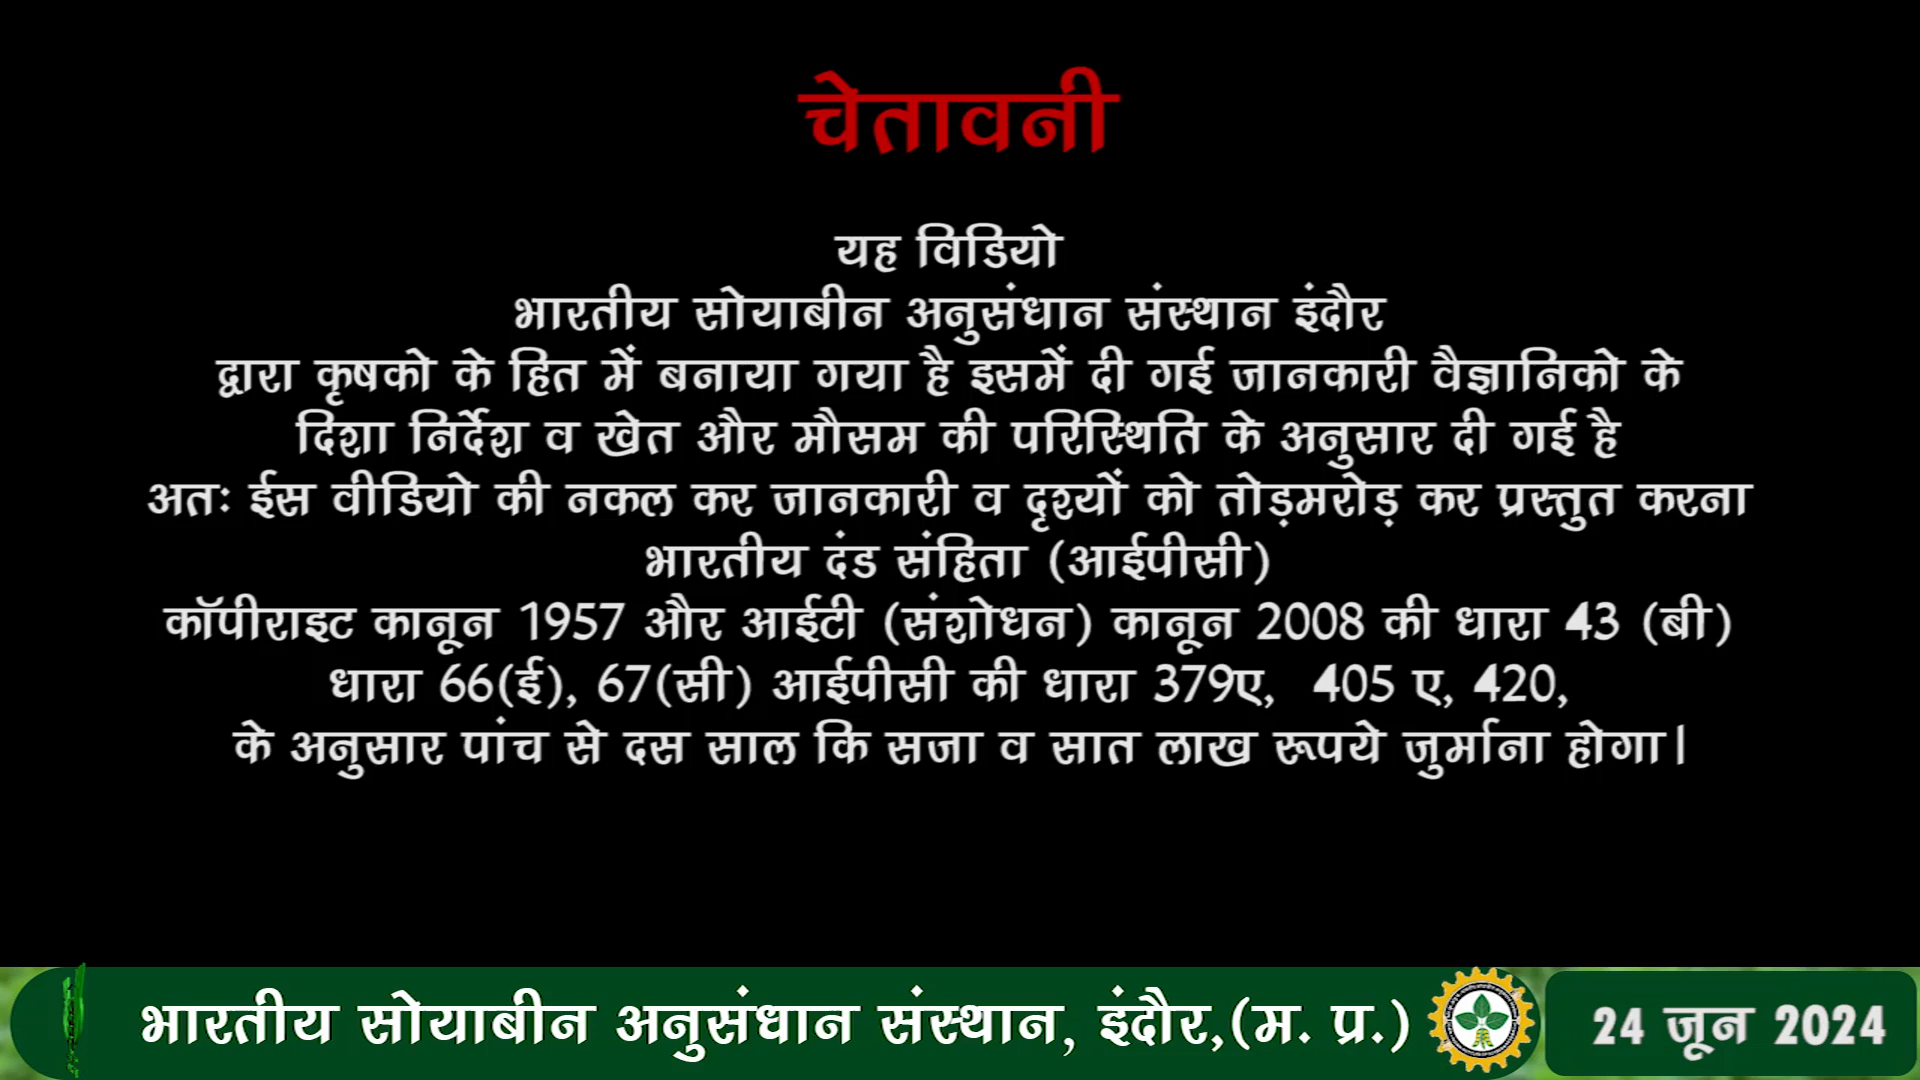 चेतावनी
यह विडियो
भारतीय सोयाबीन अनुसंधान संस्थान इंदौर
द्वारा कृषको के हित में बनाया गया है इसमें दी गई जानकारी वैज्ञानिको के
दिशा निर्देश व खेत और मौसम की परिस्थिति के अनुसार दी गई है
अतः ईस वीडियो की नकल कर जानकारी व दृश्यों को तोड़मरोड़ कर प्रस्तुत करना
भारतीय दंड संहिता (आईपीसी)
कॉपीराइट कानून 1957 और आईटी (संशोधन) कानून 2008 की धारा 43 (बी)
धारा 66(ई), 67(सी) आईपीसी की धारा 379ए, 405 ए, 420,
के अनुसार पांच से दस साल कि सजा व सात लाख रूपये जुर्माना होगा।
भारतीय सोयाबीन अनुसंधान संस्थान, इंदौर,(म. प्र.)
24 जून 2024